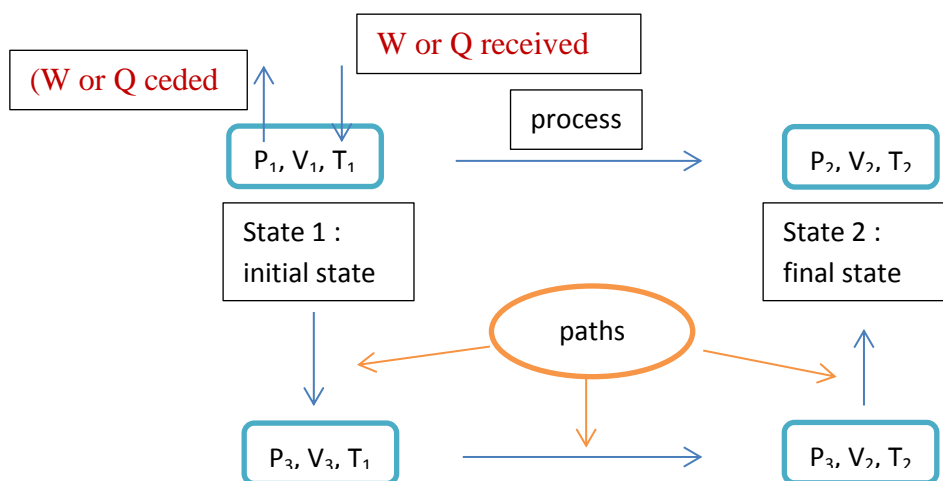 W or Q received
(W or Q ceded
process
P₁, V₁, T₁
P₂, V₂, T₂
State 1 :
initial state
State 2 :
final state
paths
P₃, V₃, T₁
P₃, V₂, T₂